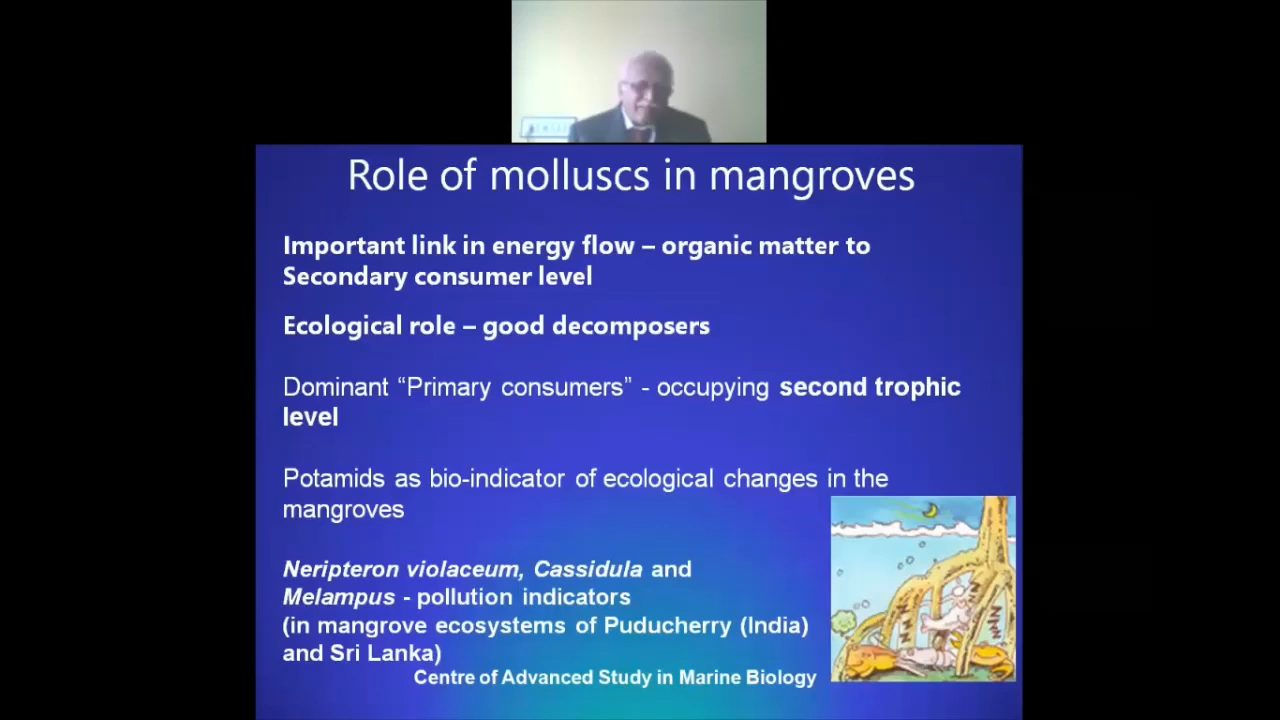 Role of molluscs in mangroves
Important link in energy flow – organic matter to
Secondary consumer level
Ecological role – good decomposers
Dominant “Primary consumers” - occupying second trophic
level
Potamids as bio-indicator of ecological changes in the
mangroves
Neripteron violaceum, Cassidula and
Melampus - pollution indicators
(in mangrove ecosystems of Puducherry (India)
and Sri Lanka)
Centre of Advanced Study in Marine Biology